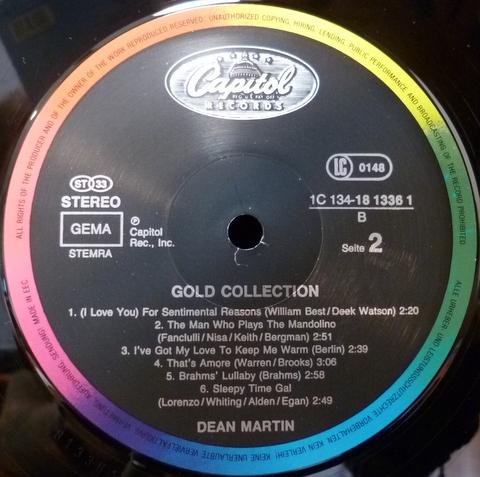 ALL RIGHTS OF THE PRODUCER AND OF THE OWNER OF THE WORK REPRODUCED RESERVED. UNAUTHORIZED COPYING, HIRING, LENDING, PUBLIC PERFORMANCE AND BROADCASTING OF THE RECORD PROHIBITED
Capitol
RECORDS
ST 33
LC 0148
STEREO
1C 134-18 1336 1
B
GEMA
P Capitol
Rec., Inc.
STEMRA
Seite 2
GOLD COLLECTION
1. (I Love You) For Sentimental Reasons (William Best/Deek Watson) 2:20
2. The Man Who Plays The Mandolino
(Fanclulli/Nisa/Keith/Bergman) 2:51
3. I've Got My Love To Keep Me Warm (Berlin) 2:39
4. That's Amore (Warren/Brooks) 3:06
5. Brahms' Lullaby (Brahms) 2:58
6. Sleepy Time Gal
(Lorenzo/Whiting/Alden/Egan) 2:49
DEAN MARTIN
ALLE URHEBER UND LEISTUNGSSCHUTZRECHTE VORBEHALTEN. KEIN VERLEIH! KEINE UNERLAUBTE VERVIELFÄLTIGUNG, VERMIETUNG, AUFFÜHRUNG, SENDUNG! MADE IN EEC